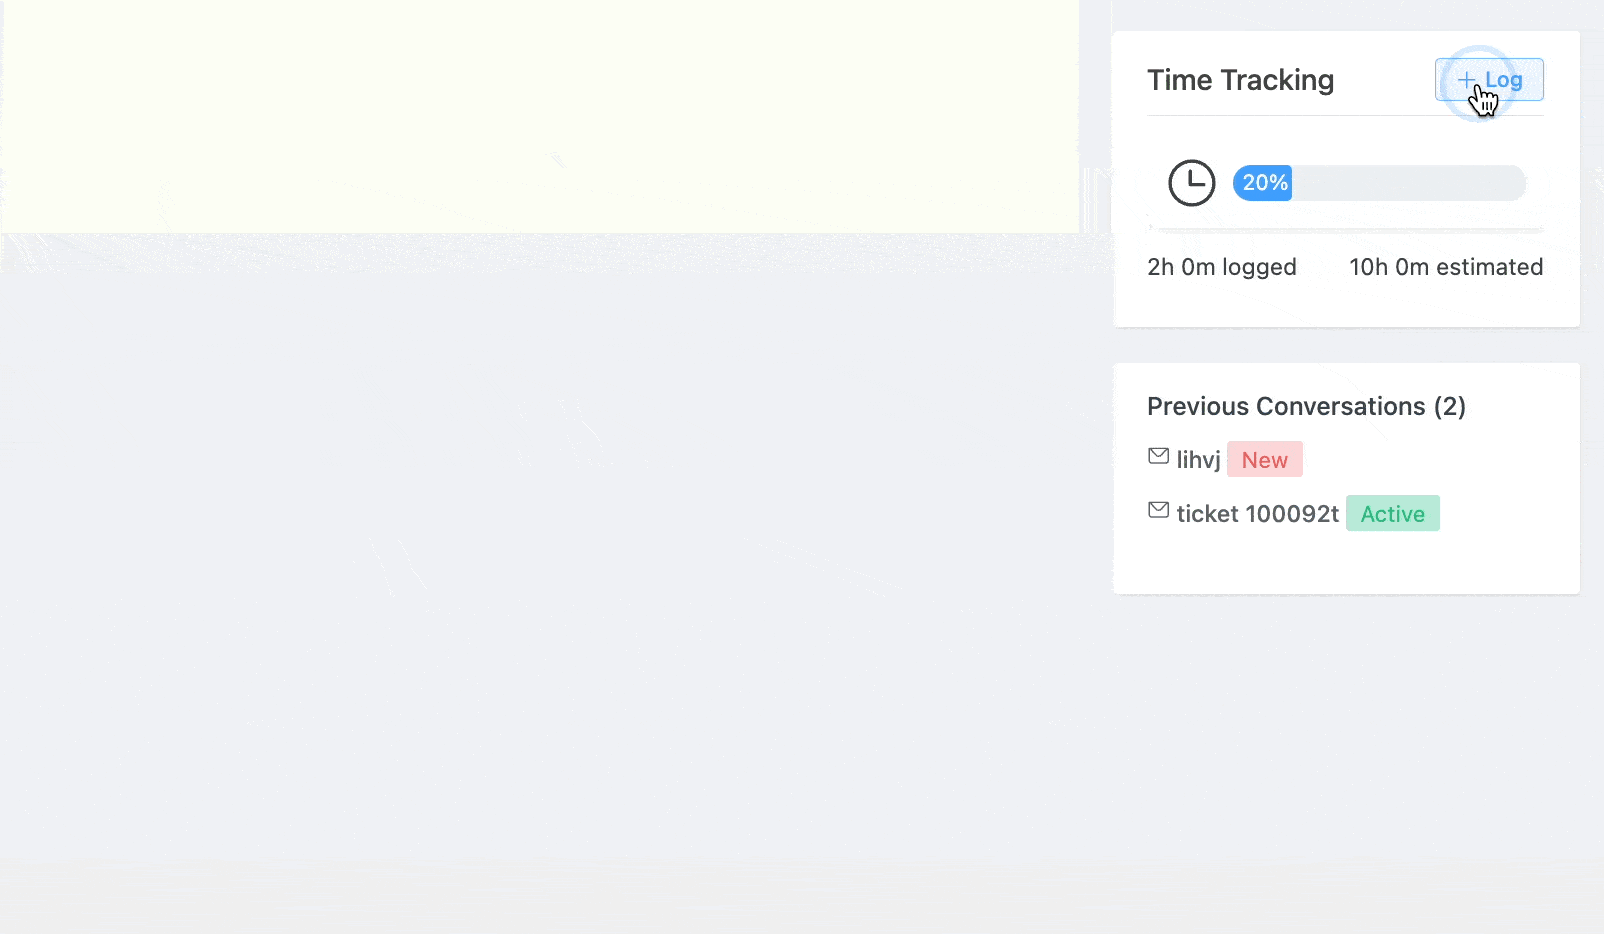 Time Tracking
+ Log
20%
2h 0m logged
10h 0m estimated
Previous Conversations (2)
lihvj New
ticket 100092t Active